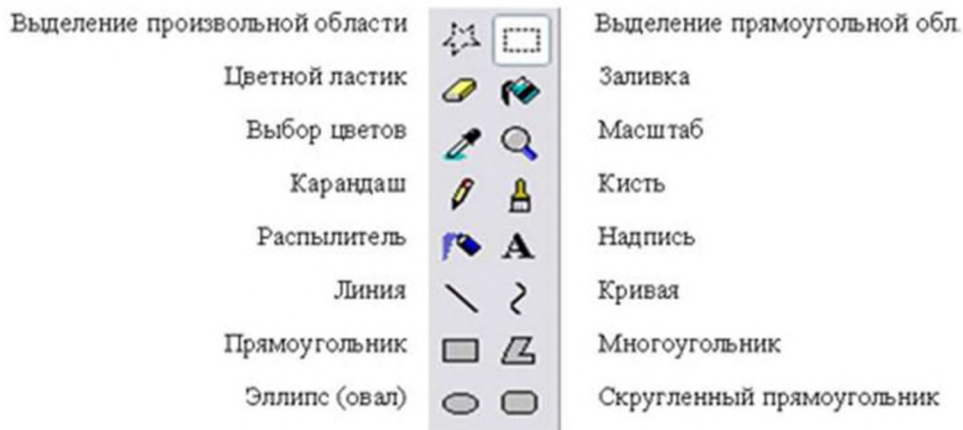 Выделение произвольной области
Выделение прямоугольной обл.
Цветной ластик
Заливка
Выбор цветов
Масштаб
Карандаш
Кисть
Распылитель
A
Надпись
Линия
Кривая
Прямоугольник
Многоугольник
Эллипс (овал)
Скругленный прямоугольник